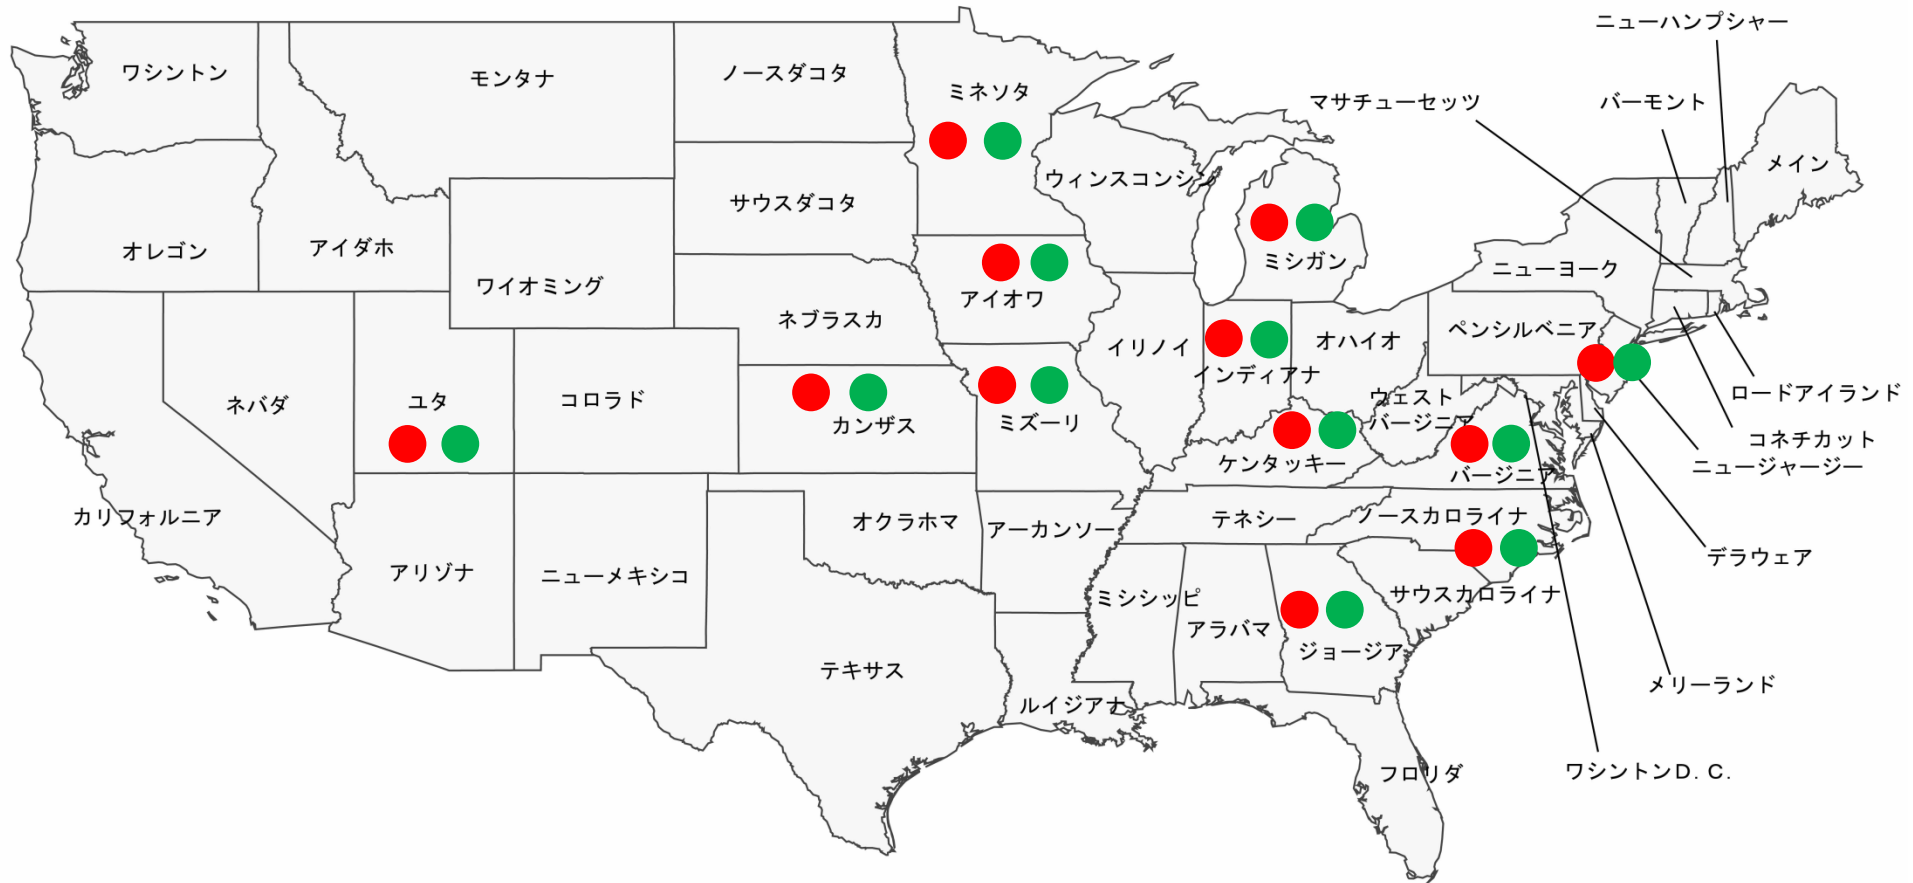 ニューハンプシャー
ワシントン
モンタナ
ノースダコタ
ミネソタ
マサチューセッツ
バーモント
メイン
ウィンスコンシン
サウスダコタ
オレゴン
アイダホ
ワイオミング
ミシガン
ニューヨーク
アイオワ
ネブラスカ
イリノイ
インディアナ
オハイオ
ペンシルベニア
ロードアイランド
ネバダ
ユタ
コロラド
カンザス
ミズーリ
ウェスト
バージニア
コネチカット
ケンタッキー
バージニア
ニュージャージー
カリフォルニア
オクラホマ
アーカンソー
テネシー
ノースカロライナ
デラウェア
アリゾナ
ニューメキシコ
ミシシッピ
サウスカロライナ
アラバマ
ジョージア
テキサス
メリーランド
ルイジアナ
フロリダ
ワシントンD. C.